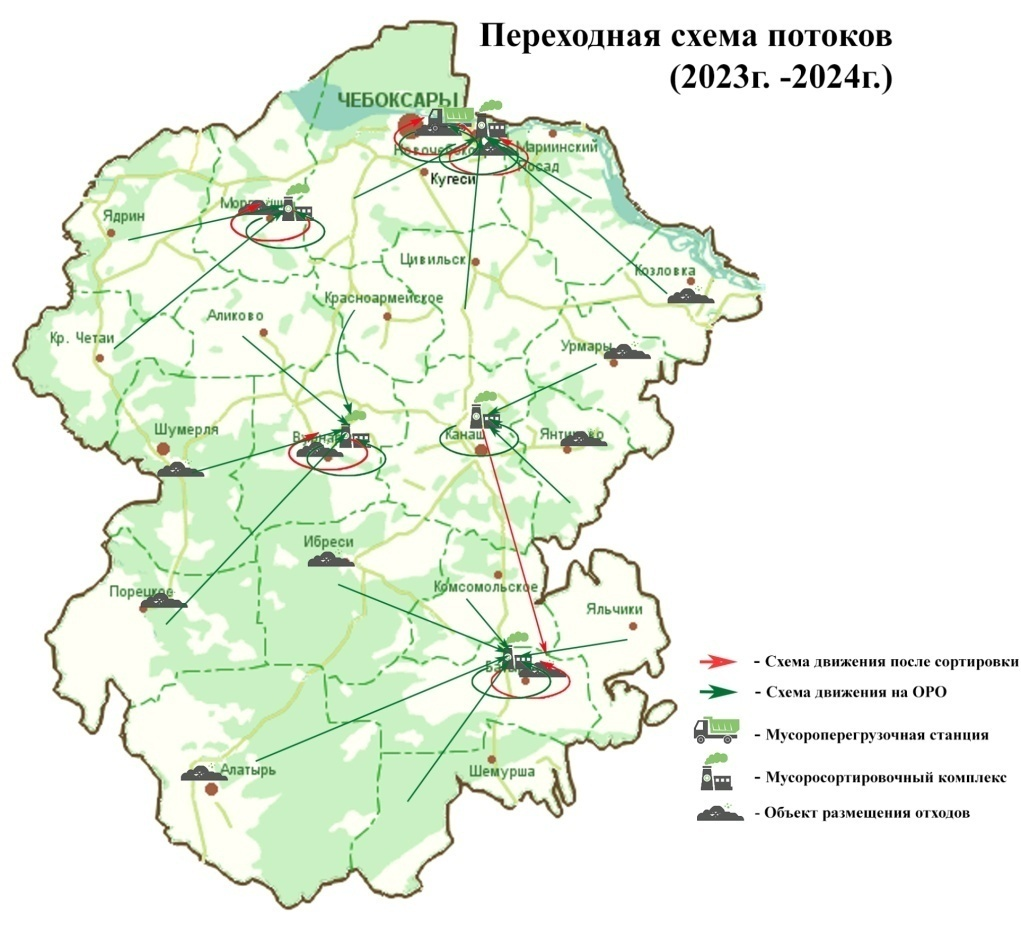 Переходная схема потоков
(2023г. -2024г.)
ЧЕБОКСАРЫ
Мариинский
Посад
Кугеси
Ядрин
Цивильск
Козловка
Красноармейское
Аликово
Кр. Четаи
Урмары
Шумерля
Канаш
Ибреси
Комсомольское
Порецкое
Яльчики
- Схема движения после сортировки
- Схема движения на ОРО
- Мусороперегрузочная станция
Алатырь
Шемурша
- Мусоросортировочный комплекс
- Объект размещения отходов